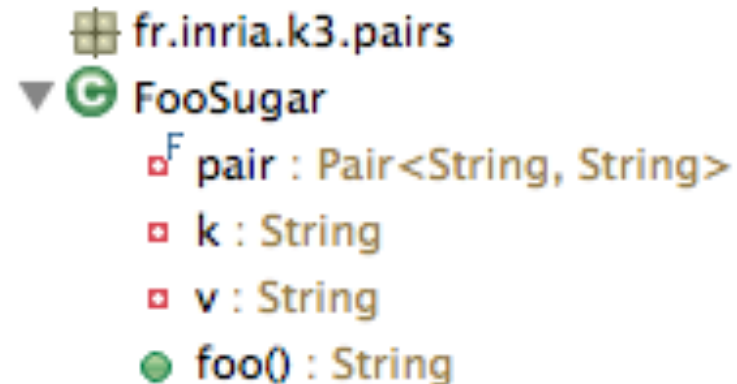 fr.inria.k3.pairs
C FooSugar
F pair : Pair<String, String>
k : String
v : String
foo() : String